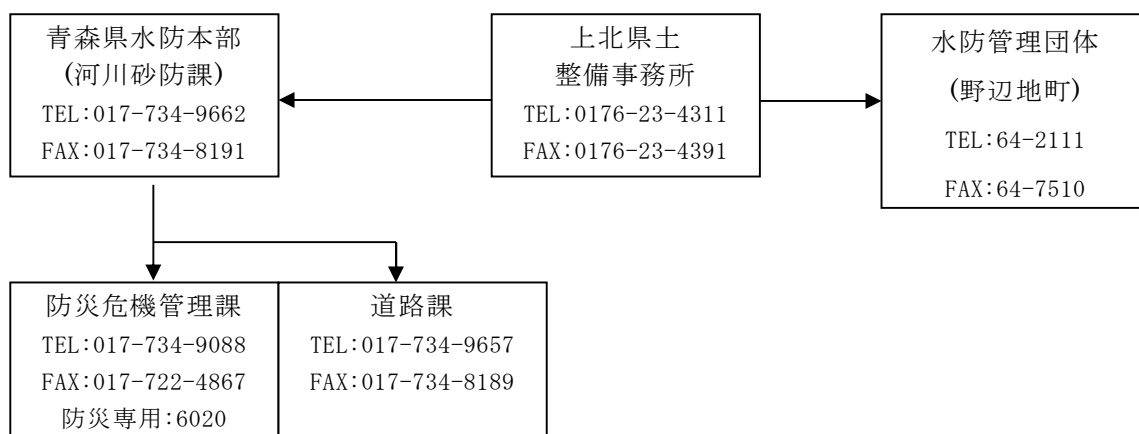 青森県水防本部
(河川砂防課)
TEL:017-734-9662
FAX:017-734-8191
上北県土
整備事務所
TEL:0176-23-4311
FAX:0176-23-4391
水防管理団体
(野辺地町)
TEL:64-2111
FAX:64-7510
防災危機管理課
TEL:017-734-9088
FAX:017-722-4867
防災専用:6020
道路課
TEL:017-734-9657
FAX:017-734-8189